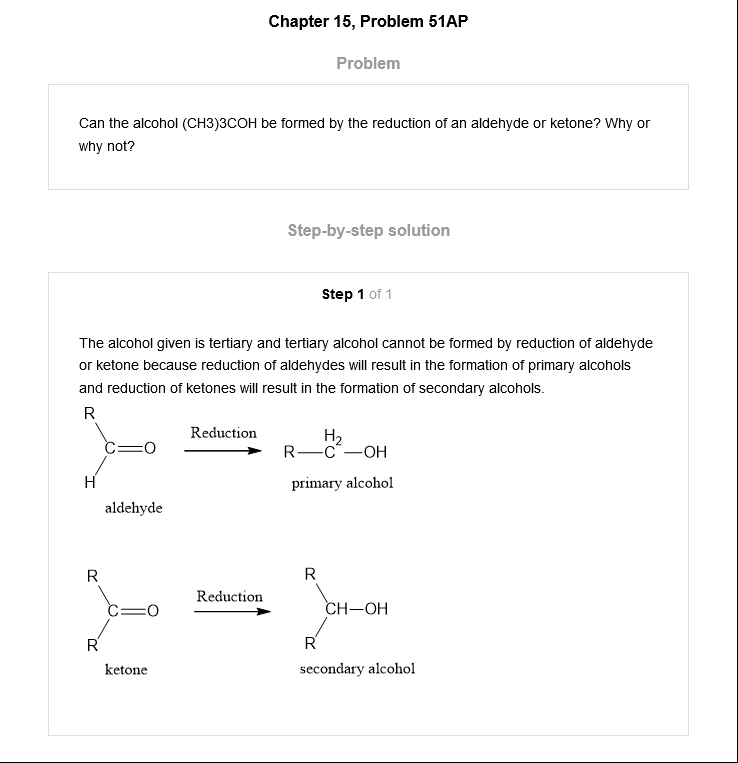 Chapter 15, Problem 51AP
Problem
Can the alcohol (CH3)3COH be formed by the reduction of an aldehyde or ketone? Why or
why not?
Step-by-step solution
Step 1 of 1
The alcohol given is tertiary and tertiary alcohol cannot be formed by reduction of aldehyde
or ketone because reduction of aldehydes will result in the formation of primary alcohols
and reduction of ketones will result in the formation of secondary alcohols.
R
C=O
H
aldehyde
Reduction
H₂
R—C—OH
primary alcohol
R
C=O
R
ketone
Reduction
R
CH—OH
R
secondary alcohol